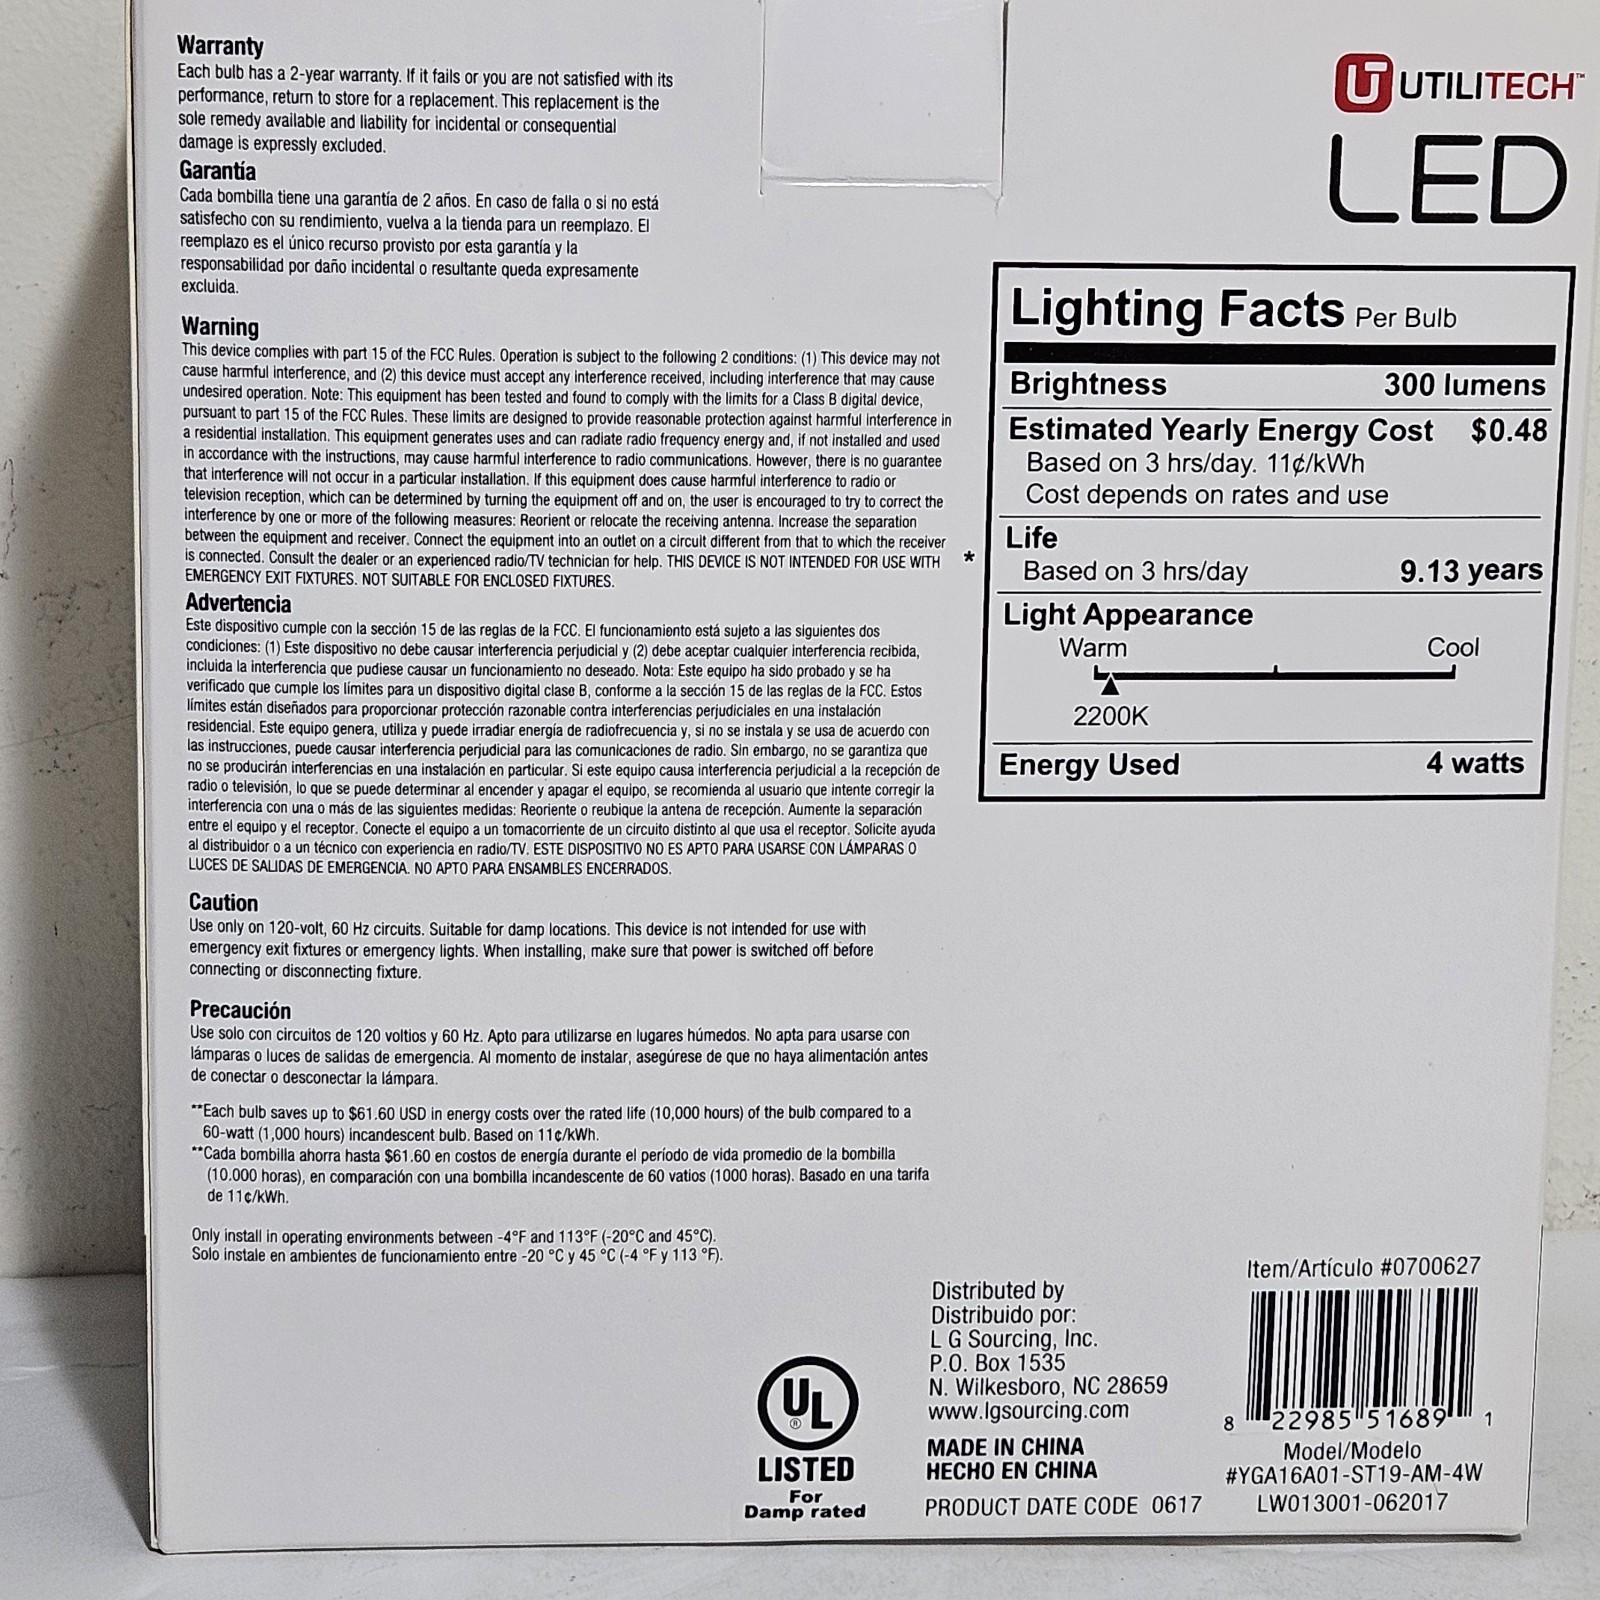 Warranty
Each bulb has a 2-year warranty. If it fails or you are not satisfied with its
performance, return to store for a replacement. This replacement is the
sole remedy available and liability for incidental or consequential
damage is expressly excluded.
Garantía
Cada bombilla tiene una garantía de 2 años. En caso de falla o si no está
satisfecho con su rendimiento, vuelva a la tienda para un reemplazo. El
reemplazo es el único recurso provisto por esta garantía y la
responsabilidad por daño incidental o resultante queda expresamente
excluida.
Warning
This device complies with part 15 of the FCC Rules. Operation is subject to the following 2 conditions: (1) This device may not
cause harmful interference, and (2) this device must accept any interference received, including interference that may cause
undesired operation. Note: This equipment has been tested and found to comply with the limits for a Class B digital device,
pursuant to part 15 of the FCC Rules. These limits are designed to provide reasonable protection against harmful interference in
a residential installation. This equipment generates uses and can radiate radio frequency energy and, if not installed and used
in accordance with the instructions, may cause harmful interference to radio communications. However, there is no guarantee
that interference will not occur in a particular installation. If this equipment does cause harmful interference to radio or
television reception, which can be determined by turning the equipment off and on, the user is encouraged to try to correct the
interference by one or more of the following measures: Reorient or relocate the receiving antenna. Increase the separation
between the equipment and receiver. Connect the equipment into an outlet on a circuit different from that to which the receiver
is connected. Consult the dealer or an experienced radio/TV technician for help. THIS DEVICE IS NOT INTENDED FOR USE WITH
EMERGENCY EXIT FIXTURES. NOT SUITABLE FOR ENCLOSED FIXTURES.
Advertencia
Este dispositivo cumple con la sección 15 de las reglas de la FCC. El funcionamiento está sujeto a las siguientes dos
condiciones: (1) Este dispositivo no debe causar interferencia perjudicial y (2) debe aceptar cualquier interferencia recibida,
incluida la interferencia que pudiese causar un funcionamiento no deseado. Nota: Este equipo ha sido probado y se ha
verificado que cumple los límites para un dispositivo digital clase B, conforme a la sección 15 de las reglas de la FCC. Estos
límites están diseñados para proporcionar protección razonable contra interferencias perjudiciales en una instalación
residencial. Este equipo genera, utiliza y puede irradiar energía de radiofrecuencia y, si no se instala y se usa de acuerdo con
las instrucciones, puede causar interferencia perjudicial para las comunicaciones de radio. Sin embargo, no se garantiza que
no se producirán interferencias en una instalación en particular. Si este equipo causa interferencia perjudicial a la recepción de
radio o televisión, lo que se puede determinar al encender y apagar el equipo, se recomienda al usuario que intente corregir la
interferencia con una o más de las siguientes medidas: Reoriente o reubique la antena de recepción. Aumente la separación
entre el equipo y el receptor. Conecte el equipo a un tomacorriente de un circuito distinto al que usa el receptor. Solicite ayuda
al distribuidor o a un técnico con experiencia en radio/TV. ESTE DISPOSITIVO NO ES APTO PARA USARSE CON LÁMPARAS O
LUCES DE SALIDAS DE EMERGENCIA. NO APTO PARA ENSAMBLES ENCERRADOS.
Caution
Use only on 120-volt, 60 Hz circuits. Suitable for damp locations. This device is not intended for use with
emergency exit fixtures or emergency lights. When installing, make sure that power is switched off before
connecting or disconnecting fixture.
Precaución
Use solo con circuitos de 120 voltios y 60 Hz. Apto para utilizarse en lugares húmedos. No apta para usarse con
lámparas o luces de salidas de emergencia. Al momento de instalar, asegúrese de que no haya alimentación antes
de conectar o desconectar la lámpara.
**Each bulb saves up to $61.60 USD in energy costs over the rated life (10,000 hours) of the bulb compared to a
60-watt (1,000 hours) incandescent bulb. Based on 11¢/kWh.
**Cada bombilla ahorra hasta $61.60 en costos de energía durante el período de vida promedio de la bombilla
(10.000 horas), en comparación con una bombilla incandescente de 60 vatios (1000 horas). Basado en una tarifa
de 11¢/kWh.
Only install in operating environments between -4°F and 113°F (-20°C and 45°C).
Solo instale en ambientes de funcionamiento entre -20 °C y 45 °C (-4 °F y 113 °F).
UT UTILITECH™
LED
Lighting Facts Per Bulb
Brightness 300 lumens
Estimated Yearly Energy Cost $0.48
Based on 3 hrs/day. 11¢/kWh
Cost depends on rates and use
* Life
Based on 3 hrs/day 9.13 years
Light Appearance
Warm Cool
2200K
Energy Used 4 watts
UL ®
LISTED
For
Damp rated
Distributed by
Distribuido por:
L G Sourcing, Inc.
P.O. Box 1535
N. Wilkesboro, NC 28659
www.lgsourcing.com
MADE IN CHINA
HECHO EN CHINA
PRODUCT DATE CODE 0617
Item/Artículo #0700627
8 22985 51689 1
Model/Modelo
#YGA16A01-ST19-AM-4W
LW013001-062017